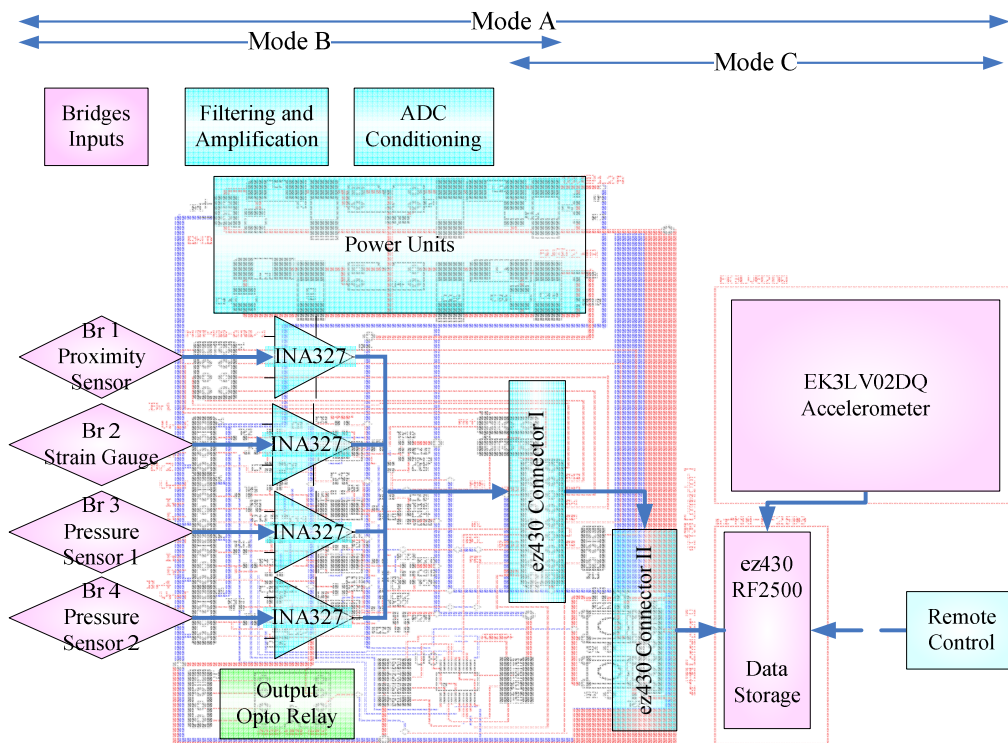 Mode A
Mode B
Mode C
Bridges
Inputs
Filtering and
Amplification
ADC
Conditioning
Power Units
Br 1
Proximity
Sensor
INA327
Br 2
Strain Gauge
INA327
Br 3
Pressure
Sensor 1
INA327
Br 4
Pressure
Sensor 2
INA327
ez430 Connector I
ez430 Connector II
EK3LV02DQ
Accelerometer
ez430
RF2500
Data
Storage
Remote
Control
Output
Opto Relay